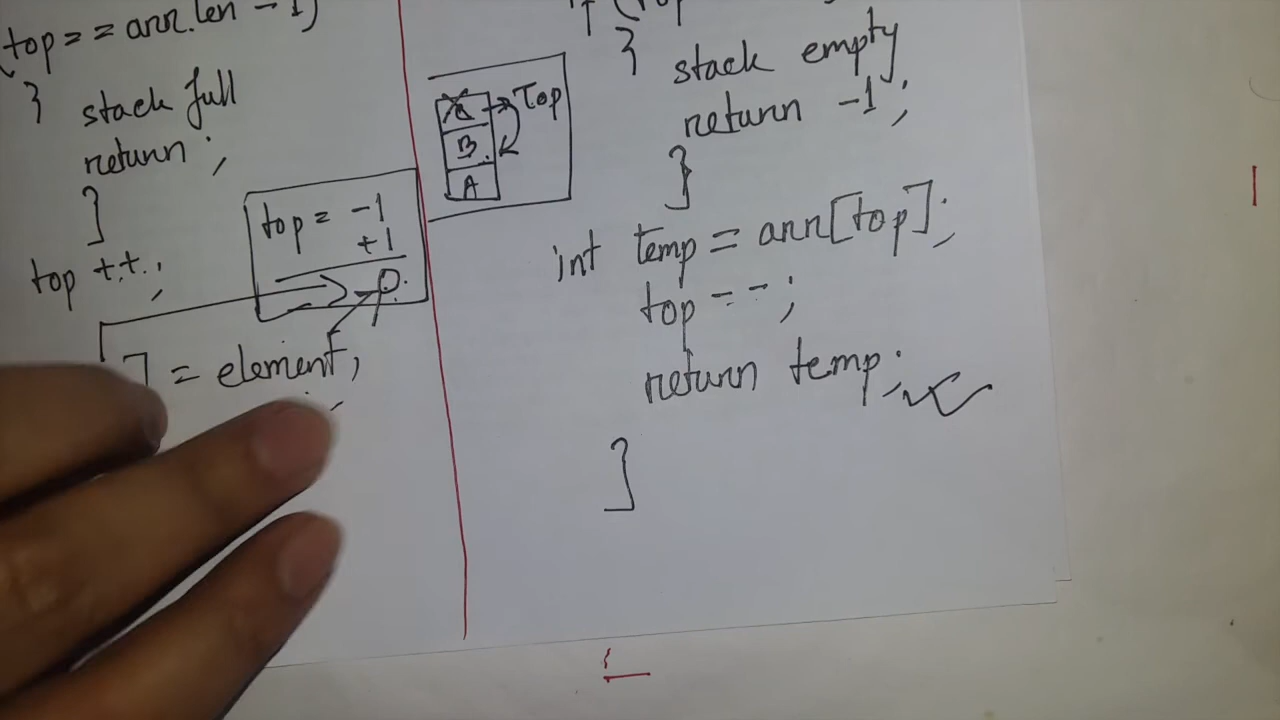 (top == arr.len - 1)
} stack full
return ;
}
top ++ ;
top = -1
+1
0
] = element;
C → Top
B
A
} stack empty
return -1;
}
int temp = arr[top];
top --;
return temp;
}